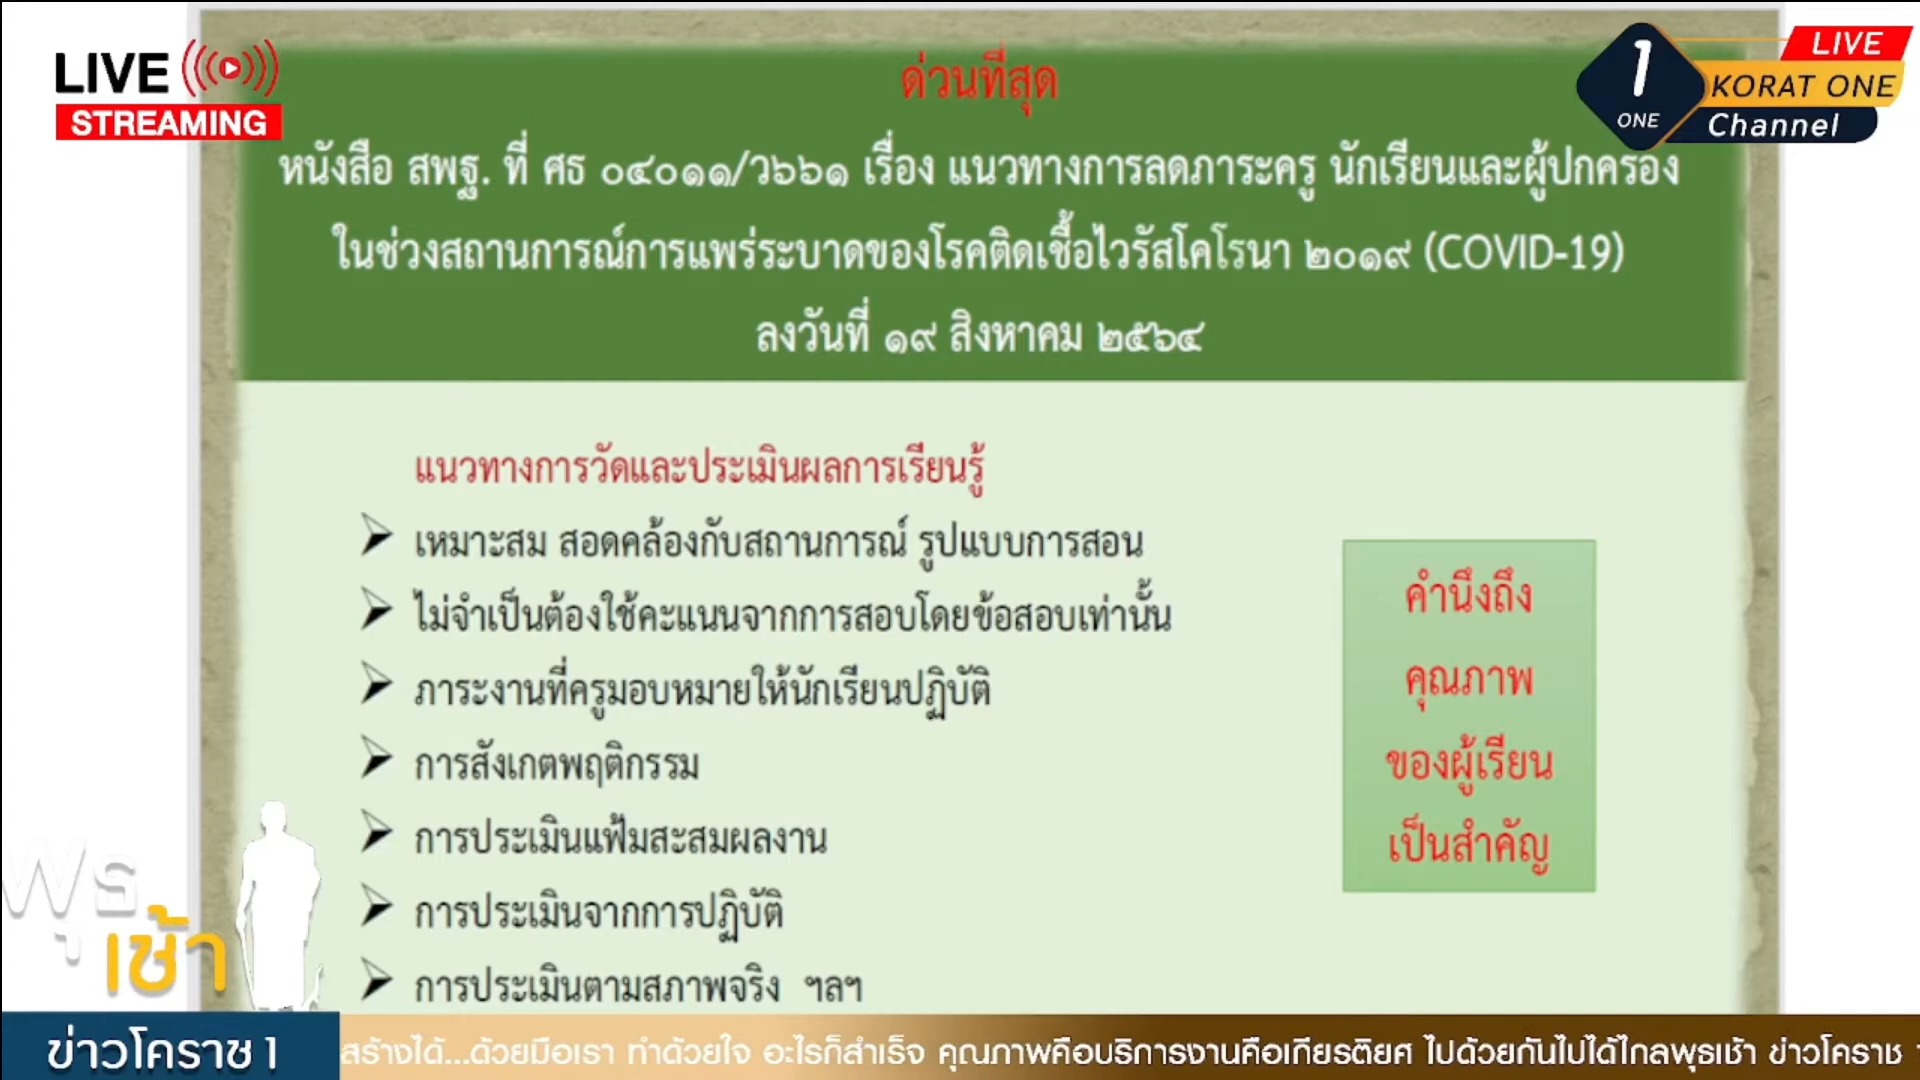 LIVE
STREAMING
LIVE
1
ONE
KORAT ONE
Channel
ด่วนที่สุด
หนังสือ สพฐ. ที่ ศธ ๐๔๐๑๑/ว๖๖๑ เรื่อง แนวทางการลดภาระครู นักเรียนและผู้ปกครอง
ในช่วงสถานการณ์การแพร่ระบาดของโรคติดเชื้อไวรัสโคโรนา ๒๐๑๙ (COVID-19)
ลงวันที่ ๑๙ สิงหาคม ๒๕๖๔
แนวทางการวัดและประเมินผลการเรียนรู้
เหมาะสม สอดคล้องกับสถานการณ์ รูปแบบการสอน
ไม่จำเป็นต้องใช้คะแนนจากการสอบโดยข้อสอบเท่านั้น
ภาระงานที่ครูมอบหมายให้นักเรียนปฏิบัติ
การสังเกตพฤติกรรม
การประเมินแฟ้มสะสมผลงาน
การประเมินจากการปฏิบัติ
การประเมินตามสภาพจริง ฯลฯ
คำนึงถึง
คุณภาพ
ของผู้เรียน
เป็นสำคัญ
พุธ
เช้า
ข่าวโคราช 1
สร้างได้...ด้วยมือเรา ทำด้วยใจ อะไรก็สำเร็จ คุณภาพคือบริการงานคือเกียรติยศ ไปด้วยกันไปได้ไกลพุธเช้า ข่าวโคราช